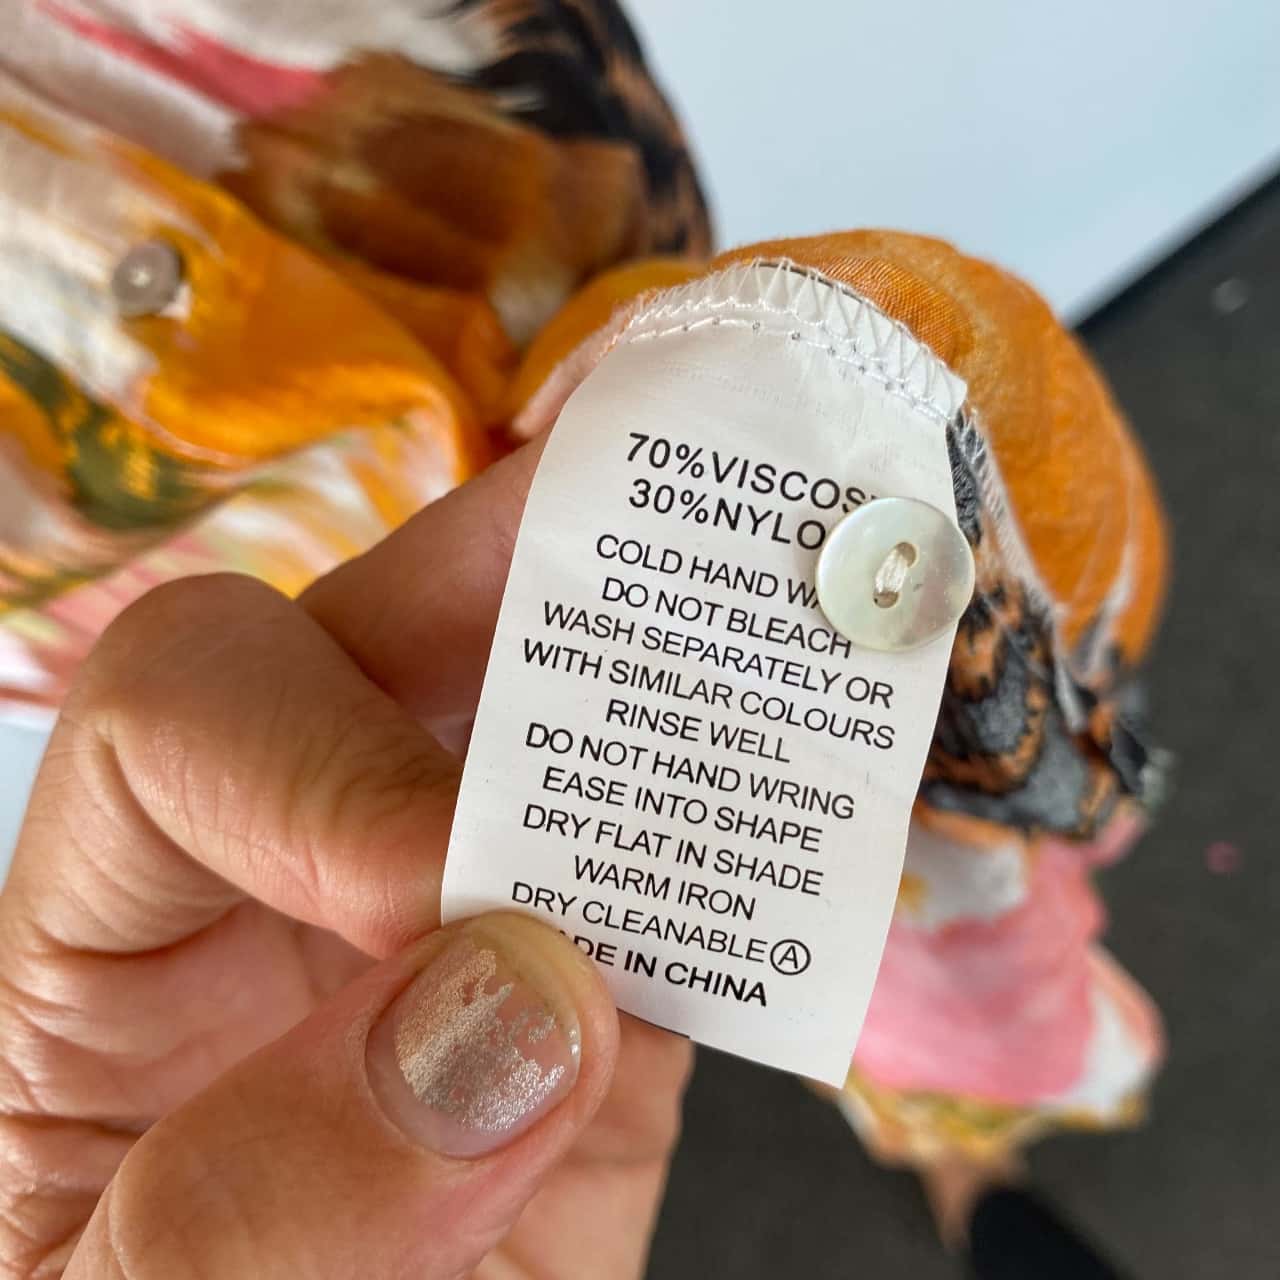 70%VISCOS
30%NYLO
COLD HAND WA
DO NOT BLEACH
WASH SEPARATELY OR
WITH SIMILAR COLOURS
RINSE WELL
DO NOT HAND WRING
EASE INTO SHAPE
DRY FLAT IN SHADE
WARM IRON
DRY CLEANABLE Ⓐ
ADE IN CHINA